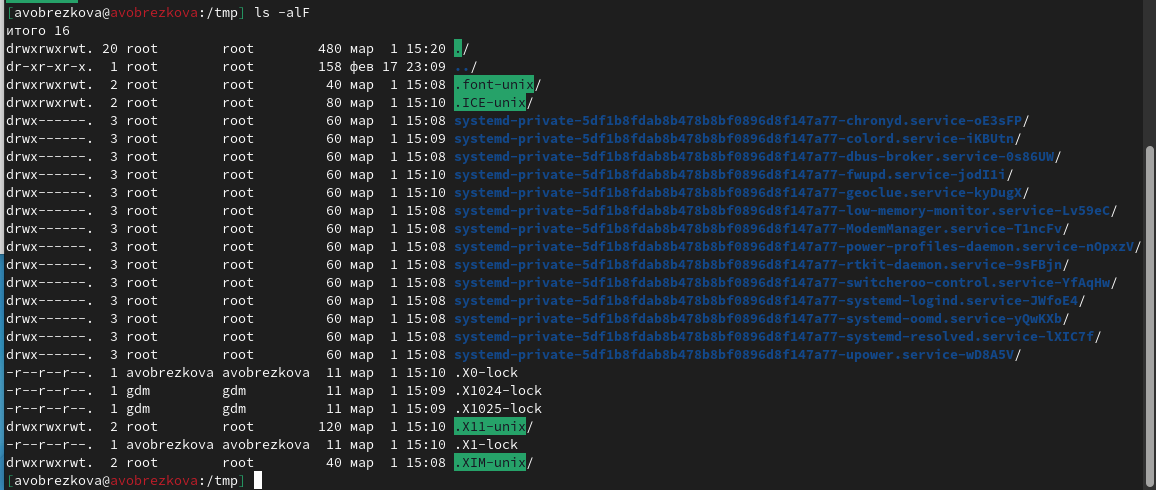 [avobrezkova@avobrezkova:/tmp] ls -alF
итого 16
drwxrwxrwt. 20 root        root        480 мар  1 15:20 ./
dr-xr-xr-x.  1 root        root        158 фев 17 23:09 ../
drwxrwxrwt.  2 root        root         40 мар  1 15:08 .font-unix/
drwxrwxrwt.  2 root        root         80 мар  1 15:10 .ICE-unix/
drwx------.  3 root        root         60 мар  1 15:08 systemd-private-5df1b8fdab8b478b8bf0896d8f147a77-chronyd.service-oE3sFP/
drwx------.  3 root        root         60 мар  1 15:09 systemd-private-5df1b8fdab8b478b8bf0896d8f147a77-colord.service-iKBUtn/
drwx------.  3 root        root         60 мар  1 15:08 systemd-private-5df1b8fdab8b478b8bf0896d8f147a77-dbus-broker.service-0s86UW/
drwx------.  3 root        root         60 мар  1 15:10 systemd-private-5df1b8fdab8b478b8bf0896d8f147a77-fwupd.service-jodI1i/
drwx------.  3 root        root         60 мар  1 15:10 systemd-private-5df1b8fdab8b478b8bf0896d8f147a77-geoclue.service-kyDugX/
drwx------.  3 root        root         60 мар  1 15:08 systemd-private-5df1b8fdab8b478b8bf0896d8f147a77-low-memory-monitor.service-Lv59eC/
drwx------.  3 root        root         60 мар  1 15:08 systemd-private-5df1b8fdab8b478b8bf0896d8f147a77-ModemManager.service-T1ncFv/
drwx------.  3 root        root         60 мар  1 15:08 systemd-private-5df1b8fdab8b478b8bf0896d8f147a77-power-profiles-daemon.service-nOpxzV/
drwx------.  3 root        root         60 мар  1 15:08 systemd-private-5df1b8fdab8b478b8bf0896d8f147a77-rtkit-daemon.service-9sFBjn/
drwx------.  3 root        root         60 мар  1 15:08 systemd-private-5df1b8fdab8b478b8bf0896d8f147a77-switcheroo-control.service-YfAqHw/
drwx------.  3 root        root         60 мар  1 15:08 systemd-private-5df1b8fdab8b478b8bf0896d8f147a77-systemd-logind.service-JWfoE4/
drwx------.  3 root        root         60 мар  1 15:08 systemd-private-5df1b8fdab8b478b8bf0896d8f147a77-systemd-oomd.service-yQwKXb/
drwx------.  3 root        root         60 мар  1 15:08 systemd-private-5df1b8fdab8b478b8bf0896d8f147a77-systemd-resolved.service-lXIC7f/
drwx------.  3 root        root         60 мар  1 15:08 systemd-private-5df1b8fdab8b478b8bf0896d8f147a77-upower.service-wD8A5V/
-r--r--r--.  1 avobrezkova avobrezkova  11 мар  1 15:10 .X0-lock
-r--r--r--.  1 gdm         gdm          11 мар  1 15:09 .X1024-lock
-r--r--r--.  1 gdm         gdm          11 мар  1 15:09 .X1025-lock
drwxrwxrwt.  2 root        root        120 мар  1 15:10 .X11-unix/
-r--r--r--.  1 avobrezkova avobrezkova  11 мар  1 15:10 .X1-lock
drwxrwxrwt.  2 root        root         40 мар  1 15:08 .XIM-unix/
[avobrezkova@avobrezkova:/tmp]